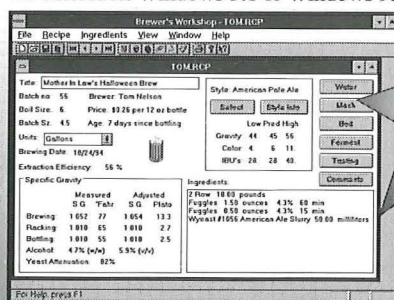 Brewer's Workshop - TOM.RCP
File Recipe Ingredients View Window Help
TOM.RCP
Title: Mother In Law's Halloween Brew
Batch no 56 Brewer: Tom Nelson
Boil Size. 6. Price: $0.26 per 12 oz bottle
Batch Sz. 4.5 Age: 7 days since bottling
Units: Gallons
Brewing Date: 10/24/94
Extraction Efficiency: 56 %
Style: American Pale Ale
Select Style Info
Low Pred High
Gravity 44 45 56
Color 4 6 11.
IBU's 20. 28 40.
Water
Mash
Boil
Ferment
Testing
Comments
Specific Gravity
Measured Adjusted
S G °Fahr S G Plato
Brewing: 1 052 77 1 054 13.3
Racking: 1 010 65 1 010 2.7
Bottling: 1 010 55 1 010 2.5
Alcohol: 4.7% (w/w) 5.9% (v/v)
Yeast Attenuation 82%
Ingredients:
2 Row 10.00 pounds
Fuggles 1.50 ounces 4.3% 60 min
Fuggles 0.50 ounces 4.3% 15 min
Wyeast #1056 American Ale Slurry 50.00 milliliters
For Help, press F1